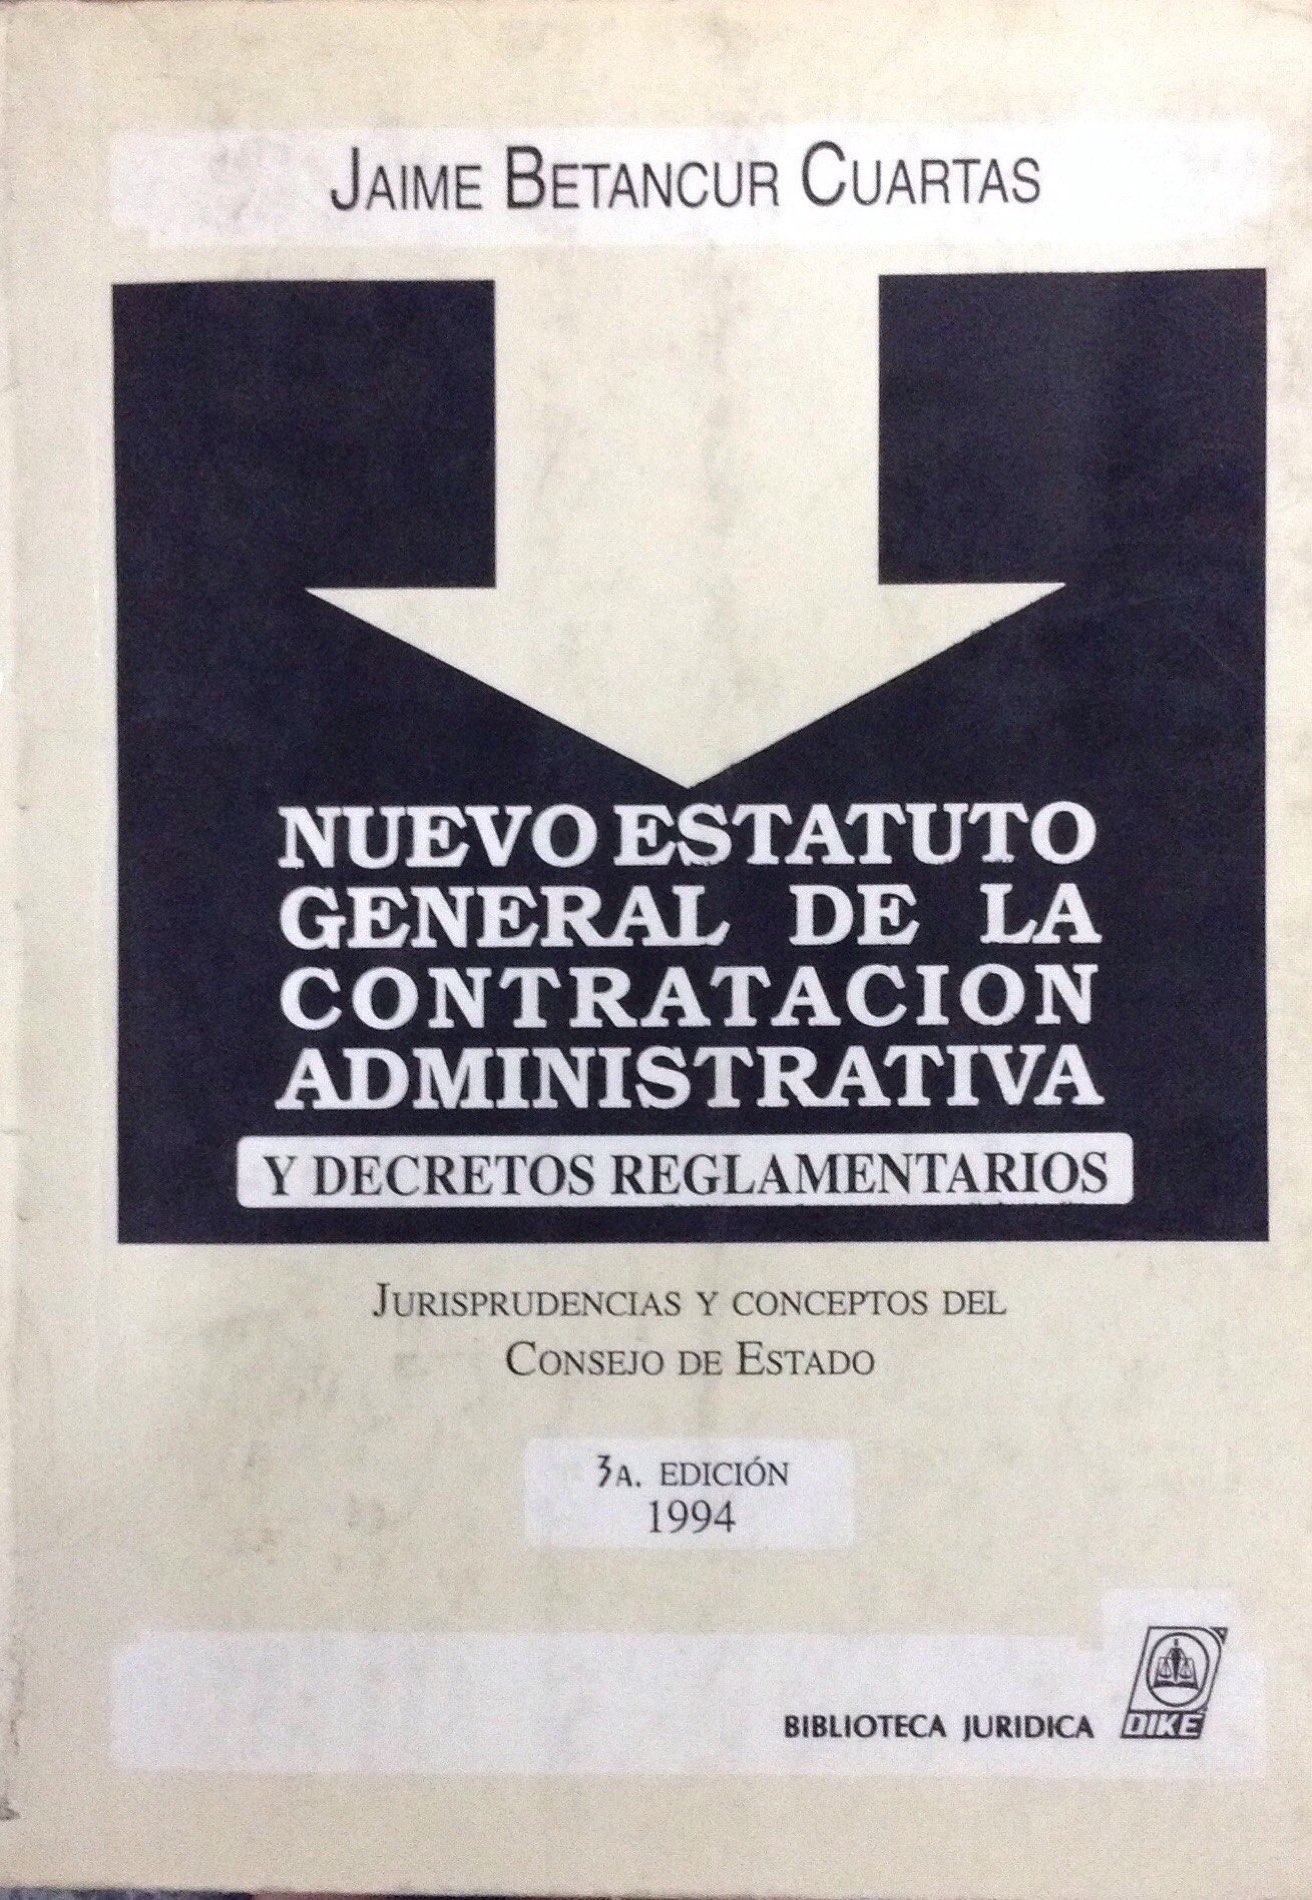 JAIME BETANCUR CUARTAS
NUEVO ESTATUTO
GENERAL DE LA
CONTRATACION
ADMINISTRATIVA
Y DECRETOS REGLAMENTARIOS
JURISPRUDENCIAS Y CONCEPTOS DEL
CONSEJO DE ESTADO
3A. EDICIÓN
1994
BIBLIOTECA JURIDICA
DIKE